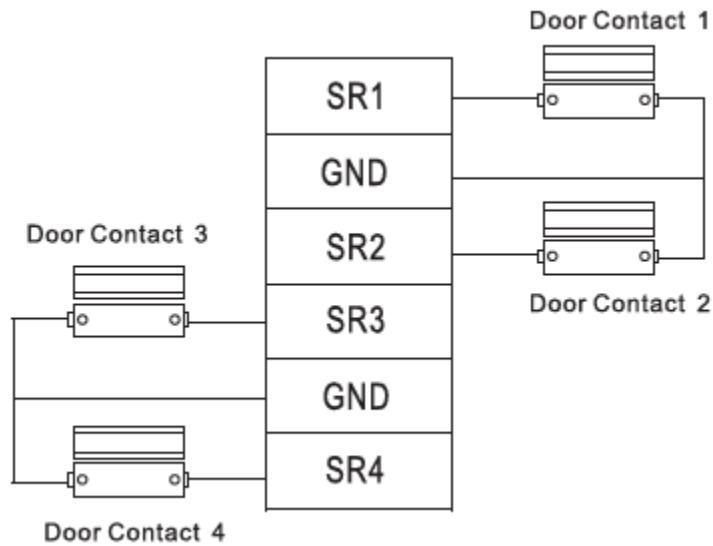 Door Contact 1
SR1
GND
Door Contact 3
SR2
Door Contact 2
SR3
GND
SR4
Door Contact 4